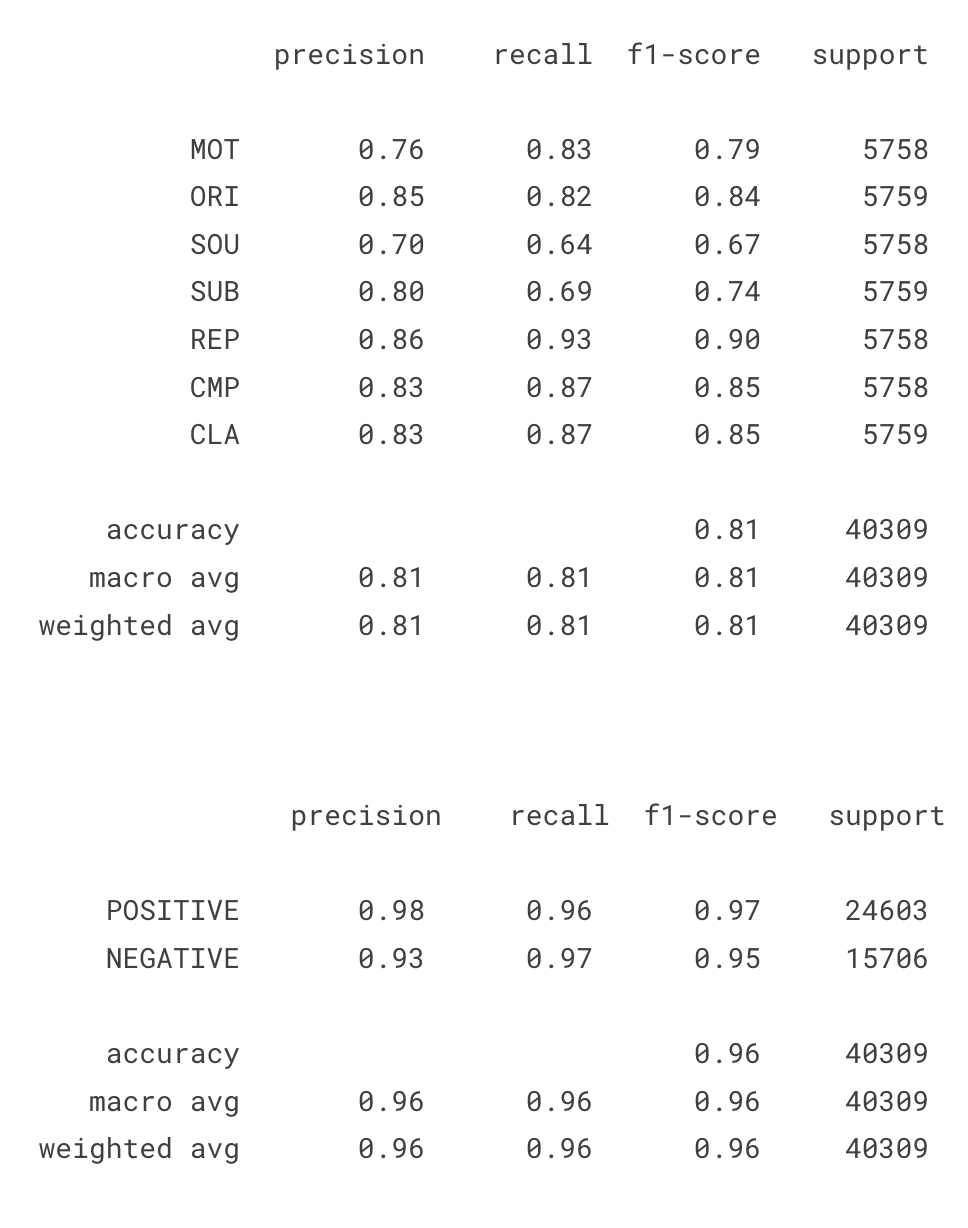 precision recall f1-score support
MOT 0.76 0.83 0.79 5758
ORI 0.85 0.82 0.84 5759
SOU 0.70 0.64 0.67 5758
SUB 0.80 0.69 0.74 5759
REP 0.86 0.93 0.90 5758
CMP 0.83 0.87 0.85 5758
CLA 0.83 0.87 0.85 5759
accuracy 0.81 40309
macro avg 0.81 0.81 0.81 40309
weighted avg 0.81 0.81 0.81 40309
precision recall f1-score support
POSITIVE 0.98 0.96 0.97 24603
NEGATIVE 0.93 0.97 0.95 15706
accuracy 0.96 40309
macro avg 0.96 0.96 0.96 40309
weighted avg 0.96 0.96 0.96 40309